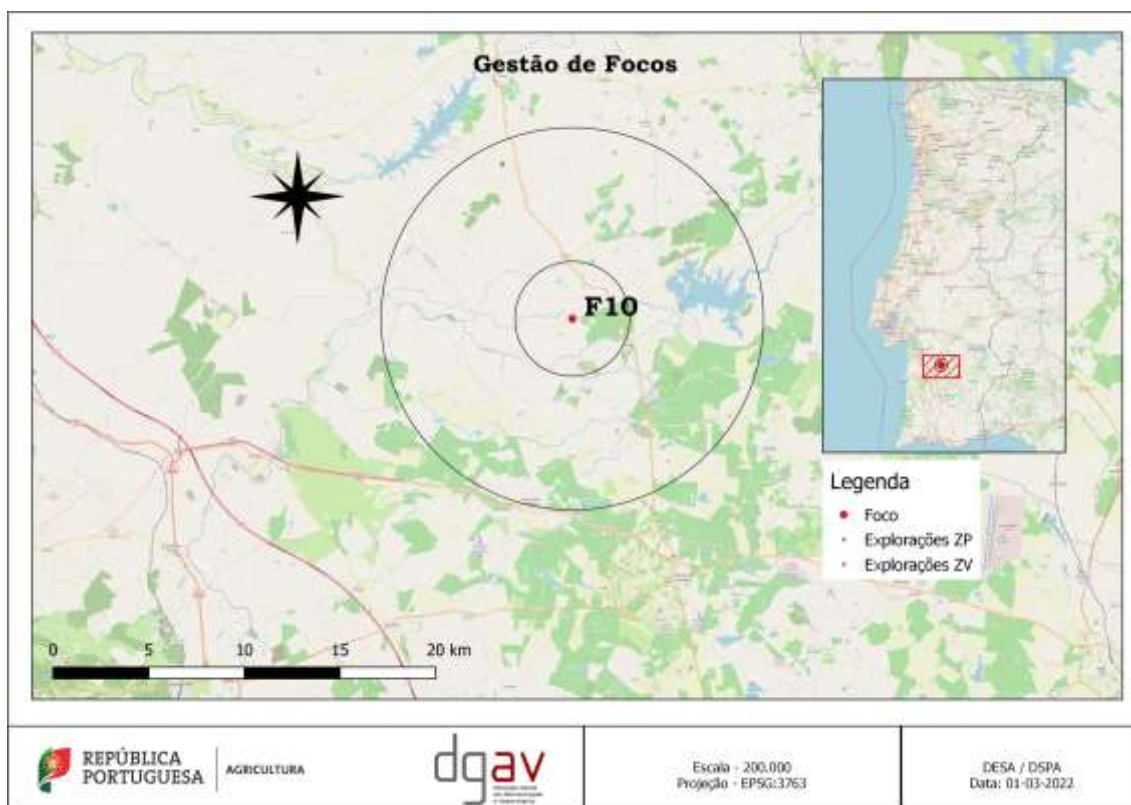 Gestão de Focos
F10
Legenda
Foco
Explorações ZP
Explorações ZV
0 5 10 15 20 km
REPÚBLICA
PORTUGUESA
AGRICULTURA
dgav
Escala - 200.000
Projeção - EPSG:3763
DESA / DSPA
Data: 01-03-2022